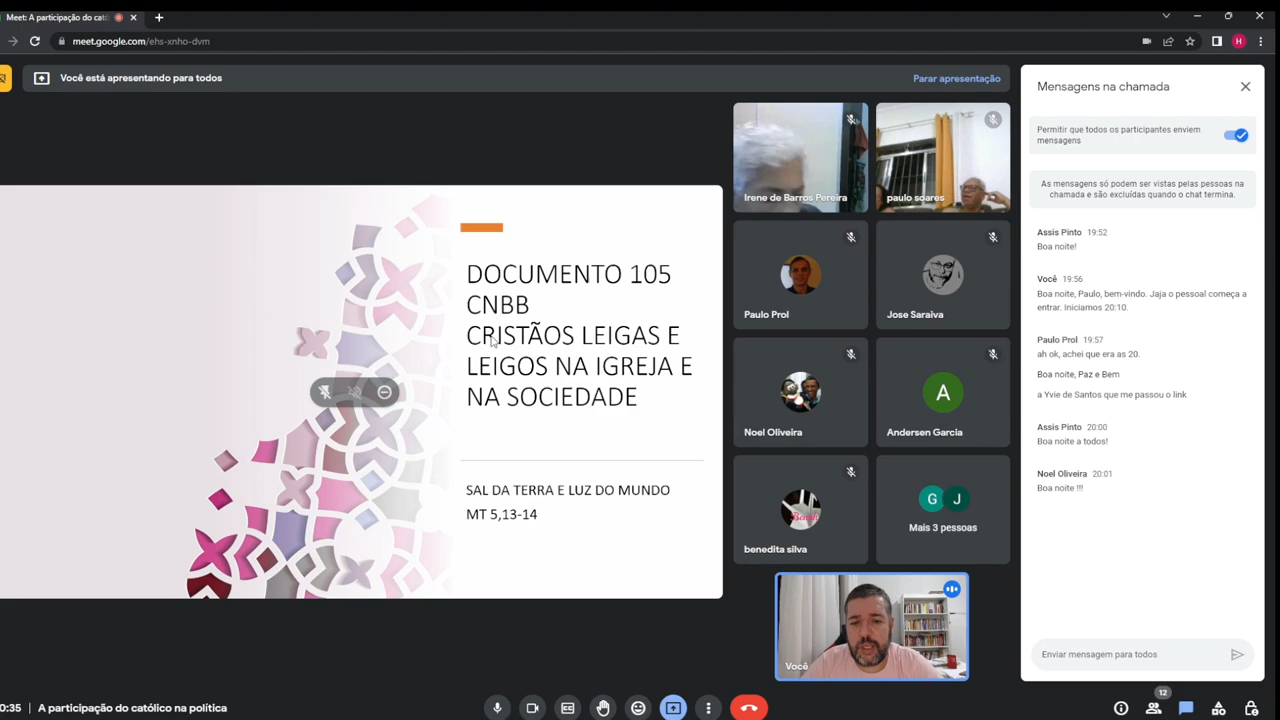 Meet: A participação do cató
meet.google.com/ehs-xnho-dvm
H
Você está apresentando para todos
Parar apresentação
DOCUMENTO 105
CNBB
CRISTÃOS LEIGAS E
LEIGOS NA IGREJA E
NA SOCIEDADE
SAL DA TERRA E LUZ DO MUNDO
MT 5,13-14
Irene de Barros Pereira
paulo soares
Paulo Prol
Jose Saraiva
Noel Oliveira
A
Andersen Garcia
benedita silva
G J
Mais 3 pessoas
Você
Mensagens na chamada
Permitir que todos os participantes enviem
mensagens
As mensagens só podem ser vistas pelas pessoas na
chamada e são excluídas quando o chat termina.
Assis Pinto 19:52
Boa noite!
Você 19:56
Boa noite, Paulo, bem-vindo. Jaja o pessoal começa a
entrar. Iniciamos 20:10.
Paulo Prol 19:57
ah ok, achei que era as 20.
Boa noite, Paz e Bem
a Yvie de Santos que me passou o link
Assis Pinto 20:00
Boa noite a todos!
Noel Oliveira 20:01
Boa noite !!!
Enviar mensagem para todos
0:35 | A participação do católico na política
12